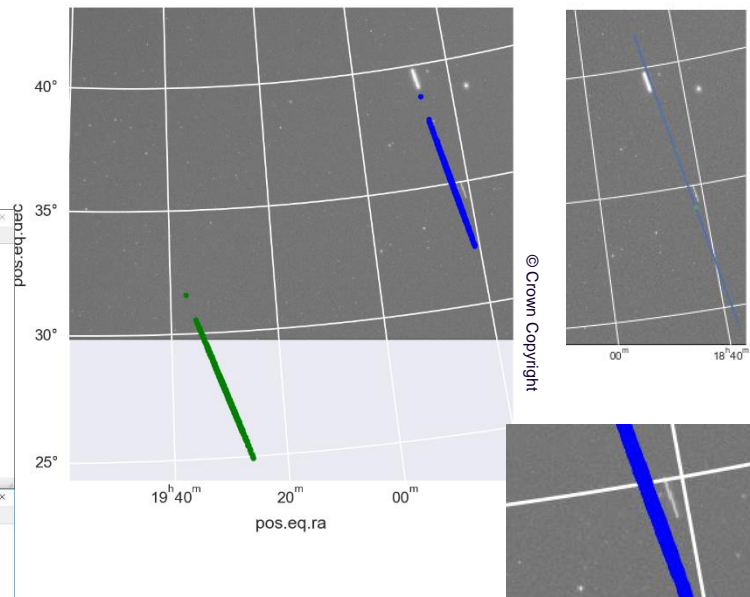 40°
35°
30°
25°
pos.eq.dec
19ʰ40ᵐ
20ᵐ
00ᵐ
pos.eq.ra
© Crown Copyright
00ᵐ
18ʰ40ᵐ